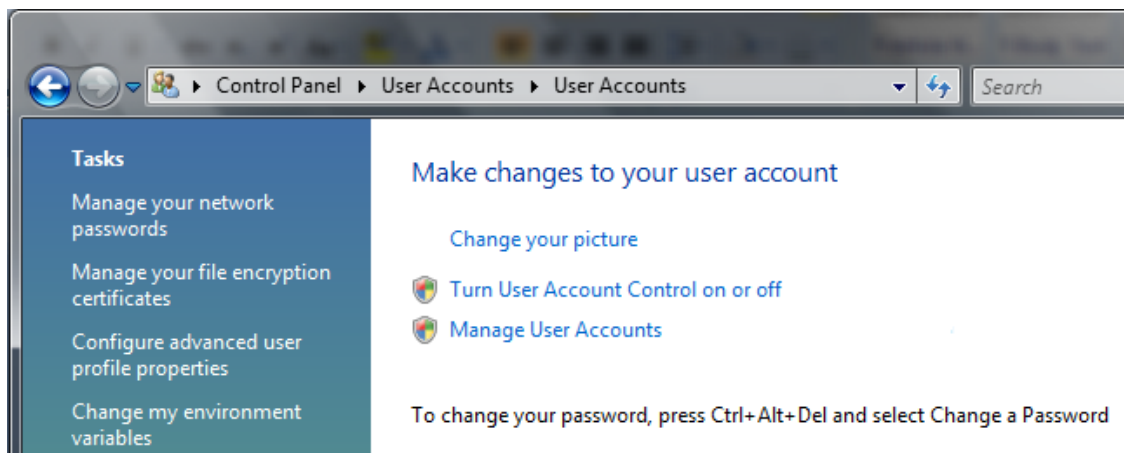 Control Panel User Accounts User Accounts Search
Tasks
Manage your network
passwords
Manage your file encryption
certificates
Configure advanced user
profile properties
Change my environment
variables
Make changes to your user account
Change your picture
Turn User Account Control on or off
Manage User Accounts
To change your password, press Ctrl+Alt+Del and select Change a Password